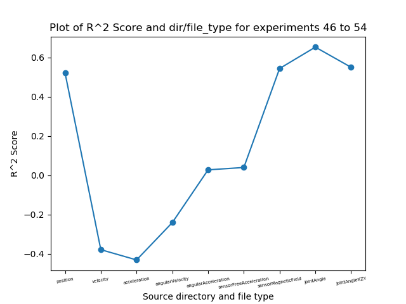 Plot of R^2 Score and dir/file_type for experiments 46 to 54
R^2 Score
0.6
0.4
0.2
0.0
−0.2
−0.4
position
velocity
acceleration
angularVelocity
angularAcceleration
sensorFreeAcceleration
sensorMagneticField
jointAngle
jointAngleXZY
Source directory and file type